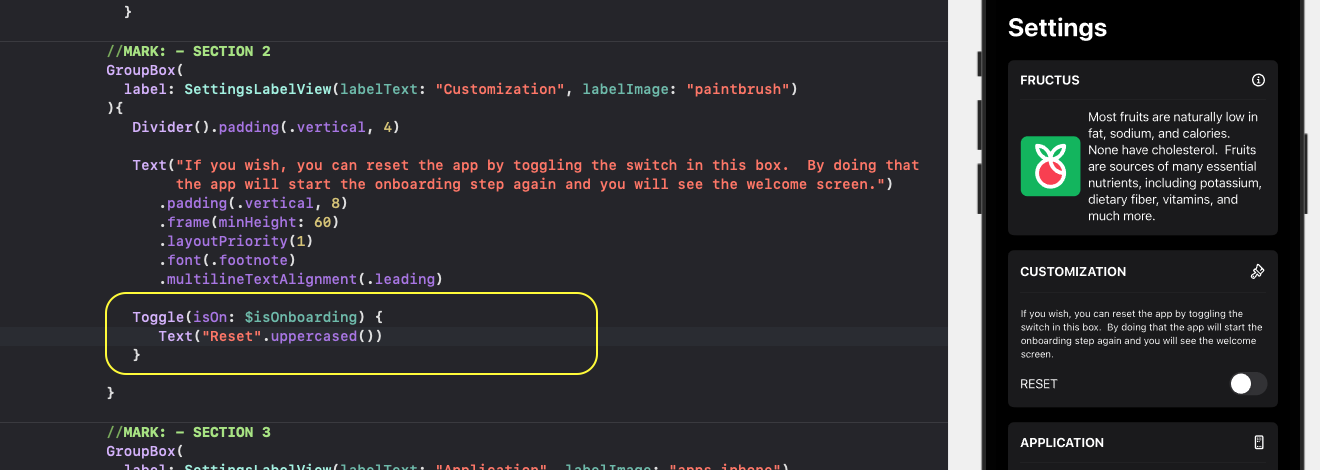 }
//MARK: - SECTION 2
GroupBox(
label: SettingsLabelView(labelText: "Customization", labelImage: "paintbrush")
){
Divider().padding(.vertical, 4)
Text("If you wish, you can reset the app by toggling the switch in this box.  By doing that
the app will start the onboarding step again and you will see the welcome screen.")
.padding(.vertical, 8)
.frame(minHeight: 60)
.layoutPriority(1)
.font(.footnote)
.multilineTextAlignment(.leading)
Toggle(isOn: $isOnboarding) {
Text("Reset".uppercased())
}
}
//MARK: - SECTION 3
GroupBox(
label: SettingsLabelView(labelText: "Application", labelImage: "apps.iphone")
Settings
FRUCTUS
Most fruits are naturally low in
fat, sodium, and calories.
None have cholesterol.  Fruits
are sources of many essential
nutrients, including potassium,
dietary fiber, vitamins, and
much more.
CUSTOMIZATION
If you wish, you can reset the app by toggling the
switch in this box.  By doing that the app will start the
onboarding step again and you will see the welcome
screen.
RESET
APPLICATION